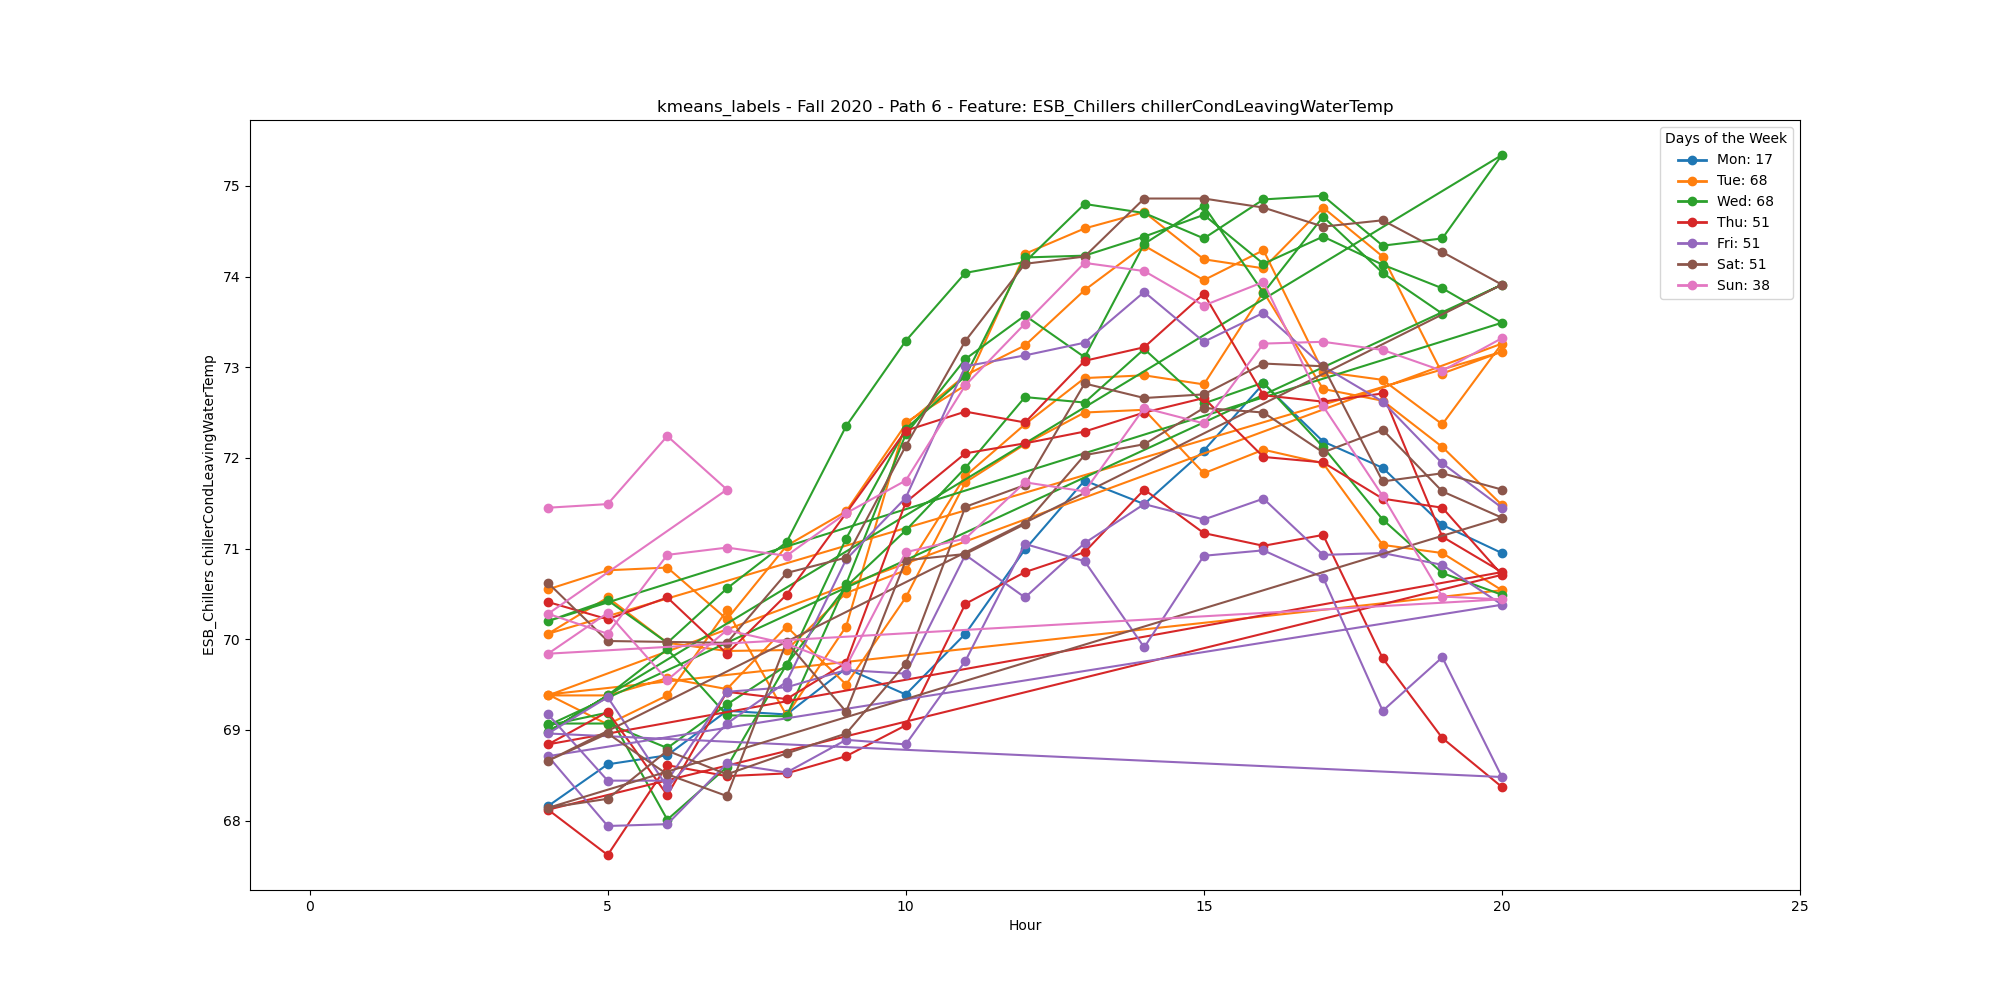 kmeans_labels - Fall 2020 - Path 6 - Feature: ESB_Chillers chillerCondLeavingWaterTemp
Days of the Week
Mon: 17
Tue: 68
Wed: 68
Thu: 51
Fri: 51
Sat: 51
Sun: 38
ESB_Chillers chillerCondLeavingWaterTemp
75
74
73
72
71
70
69
68
0
5
10
15
20
25
Hour